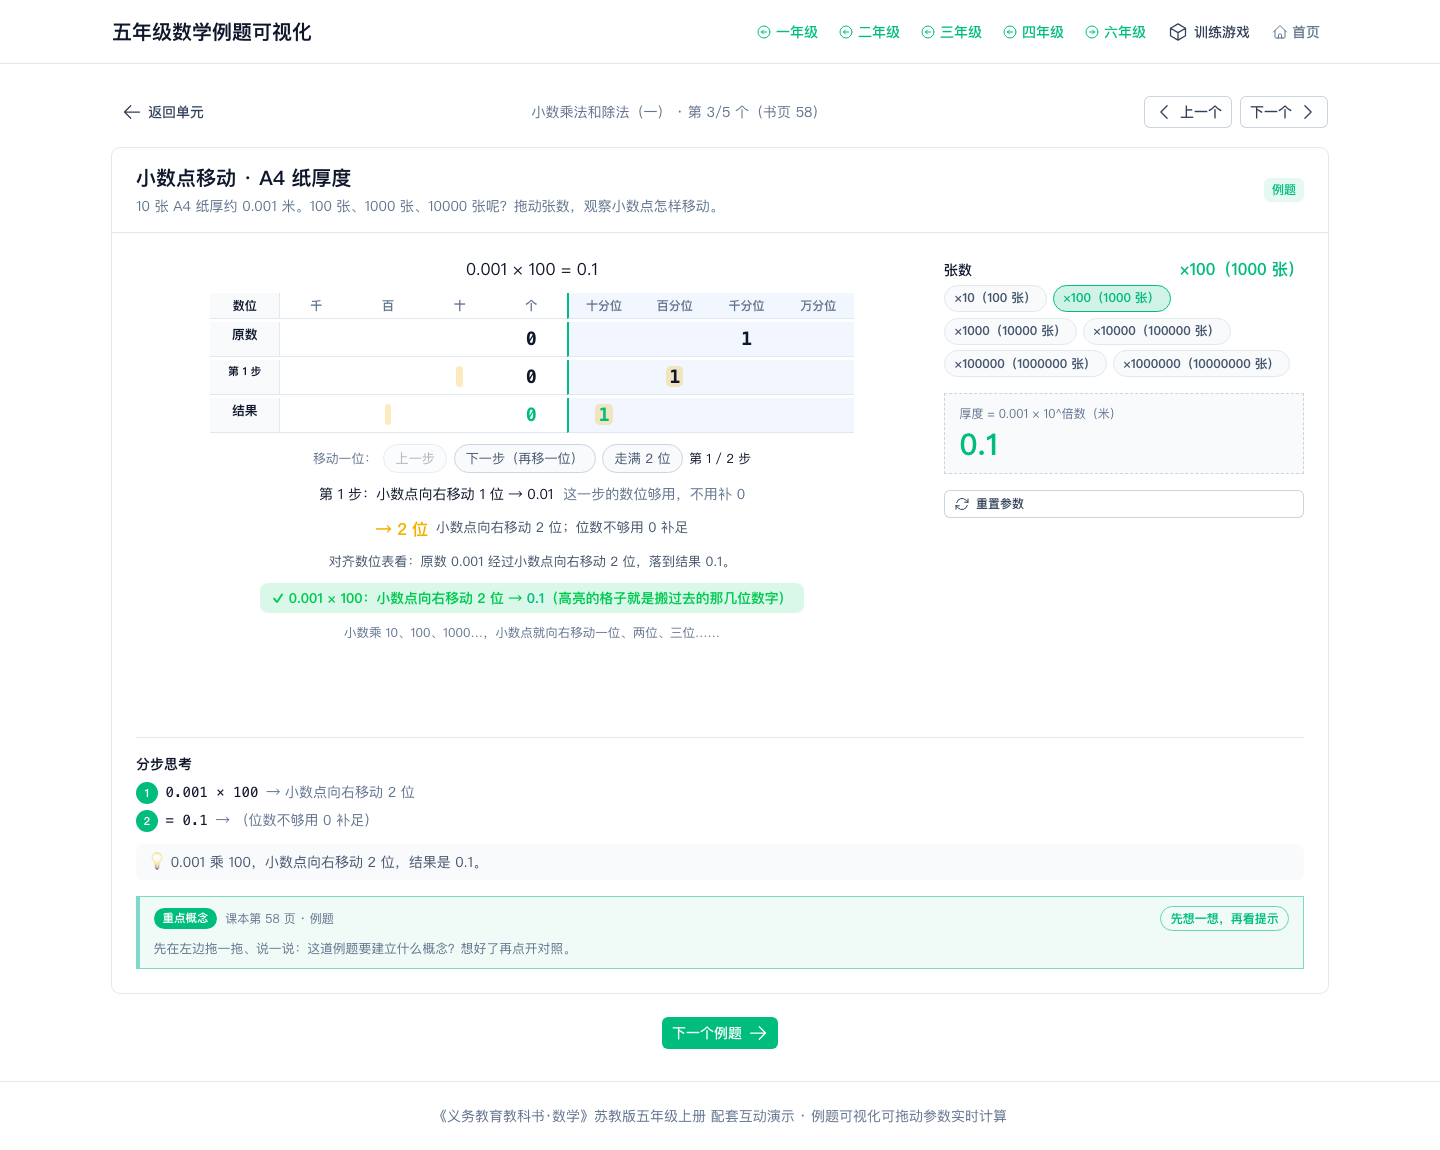 五年级数学例题可视化
一年级 二年级 三年级 四年级 六年级 训练游戏 首页
返回单元
小数乘法和除法（一） · 第 3/5 个（书页 58）
上一个 下一个
小数点移动 · A4 纸厚度
10 张 A4 纸厚约 0.001 米。100 张、1000 张、10000 张呢？拖动张数，观察小数点怎样移动。
例题
0.001 × 100 = 0.1
数位 千 百 十 个 十分位 百分位 千分位 万分位
原数 0 1
第 1 步 0 1
结果 0 1
移动一位： 上一步 下一步（再移一位） 走满 2 位 第 1 / 2 步
第 1 步：小数点向右移动 1 位 → 0.01 这一步的数位够用，不用补 0
→ 2 位 小数点向右移动 2 位；位数不够用 0 补足
对齐数位表看：原数 0.001 经过小数点向右移动 2 位，落到结果 0.1。
✓ 0.001 × 100：小数点向右移动 2 位 → 0.1（高亮的格子就是搬过去的那几位数字）
小数乘 10、100、1000…，小数点就向右移动一位、两位、三位……
张数 ×100（1000 张）
×10（100 张） ×100（1000 张）
×1000（10000 张） ×10000（100000 张）
×100000（1000000 张） ×1000000（10000000 张）
厚度 = 0.001 × 10^倍数（米）
0.1
重置参数
分步思考
1 0.001 × 100 → 小数点向右移动 2 位
2 = 0.1 → （位数不够用 0 补足）
0.001 乘 100，小数点向右移动 2 位，结果是 0.1。
重点概念 课本第 58 页 · 例题 先想一想，再看提示
先在左边拖一拖、说一说：这道例题要建立什么概念？想好了再点开对照。
下一个例题
《义务教育教科书·数学》苏教版五年级上册 配套互动演示 · 例题可视化可拖动参数实时计算